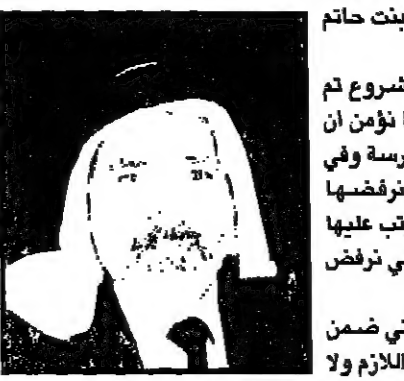 بنت حاتم
شروع تم
ا نؤمن ان
رسة وفي
نرفضها
تب عليها
ي نرفض
ني ضمن
اللازم ولا